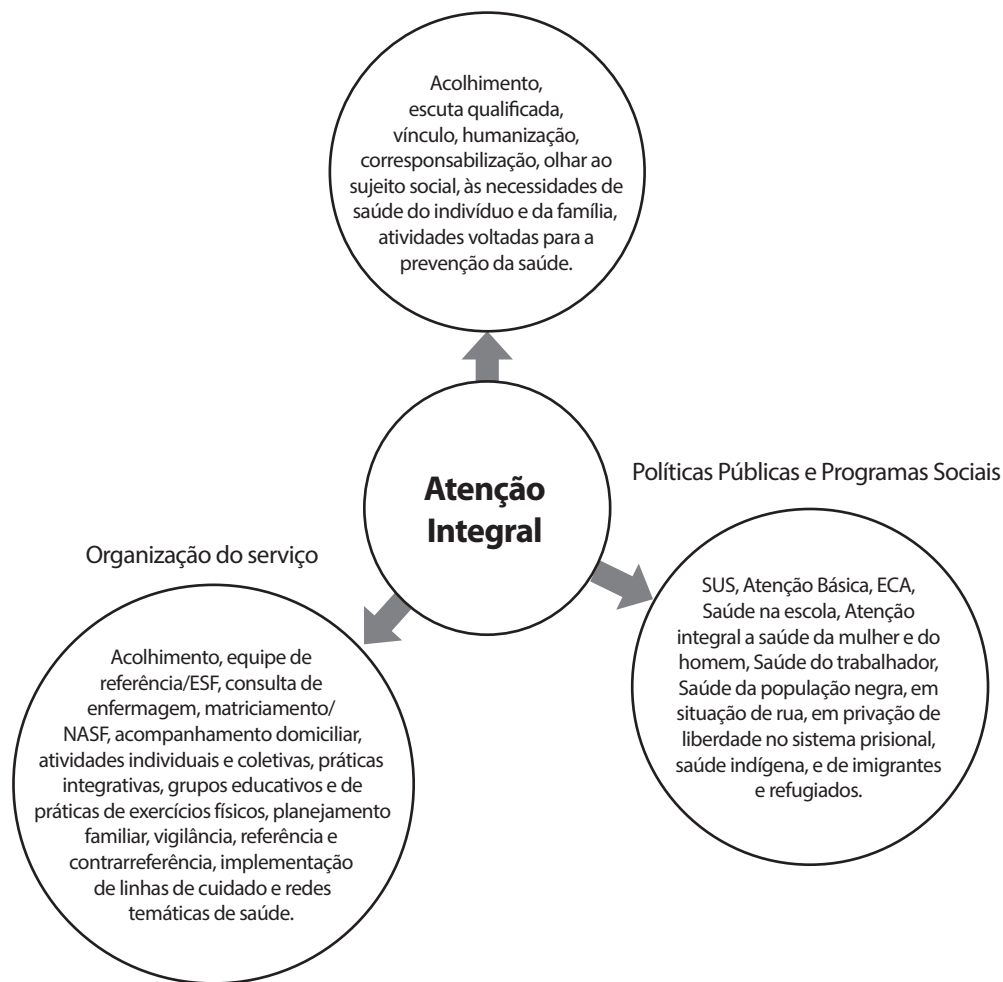 Acolhimento,
escuta qualificada,
vínculo, humanização,
corresponsabilização, olhar ao
sujeito social, às necessidades de
saúde do indivíduo e da família,
atividades voltadas para a
prevenção da saúde.
Atenção
Integral
Políticas Públicas e Programas Sociais
SUS, Atenção Básica, ECA,
Saúde na escola, Atenção
integral a saúde da mulher e do
homem, Saúde do trabalhador,
Saúde da população negra, em
situação de rua, em privação de
liberdade no sistema prisional,
saúde indígena, e de imigrantes
e refugiados.
Organização do serviço
Acolhimento, equipe de
referência/ESF, consulta de
enfermagem, matriciamento/
NASF, acompanhamento domiciliar,
atividades individuais e coletivas, práticas
integrativas, grupos educativos e de
práticas de exercícios físicos, planejamento
familiar, vigilância, referência e
contrarreferência, implementação
de linhas de cuidado e redes
temáticas de saúde.